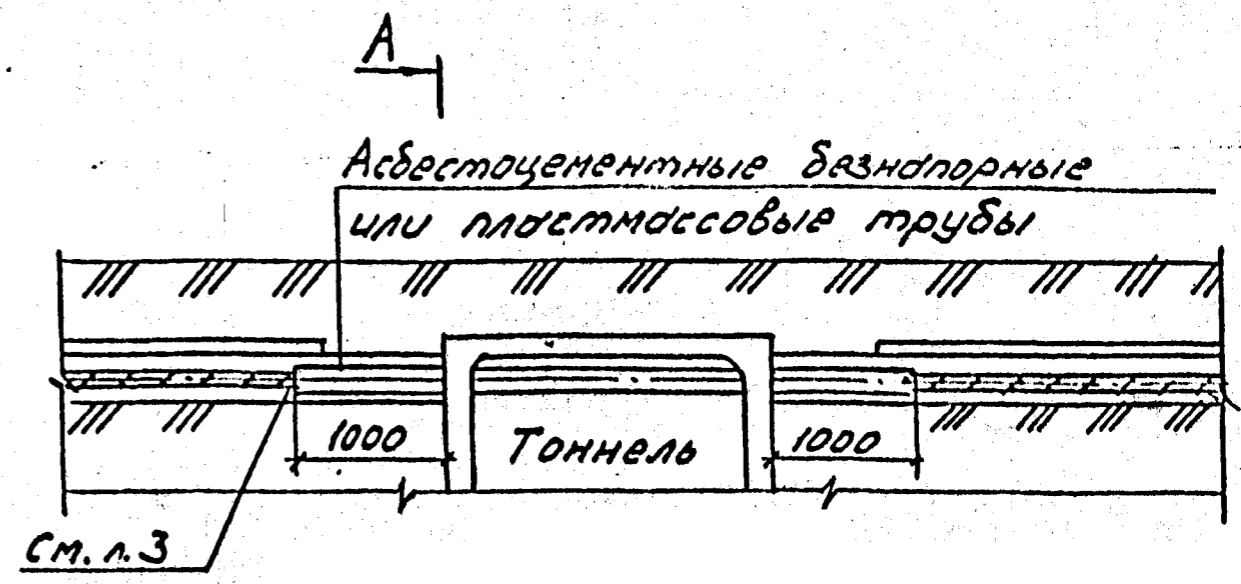 А
Асбестоцементные безнапорные
или пластмассовые трубы
1000
Тоннель
1000
См. л. 3